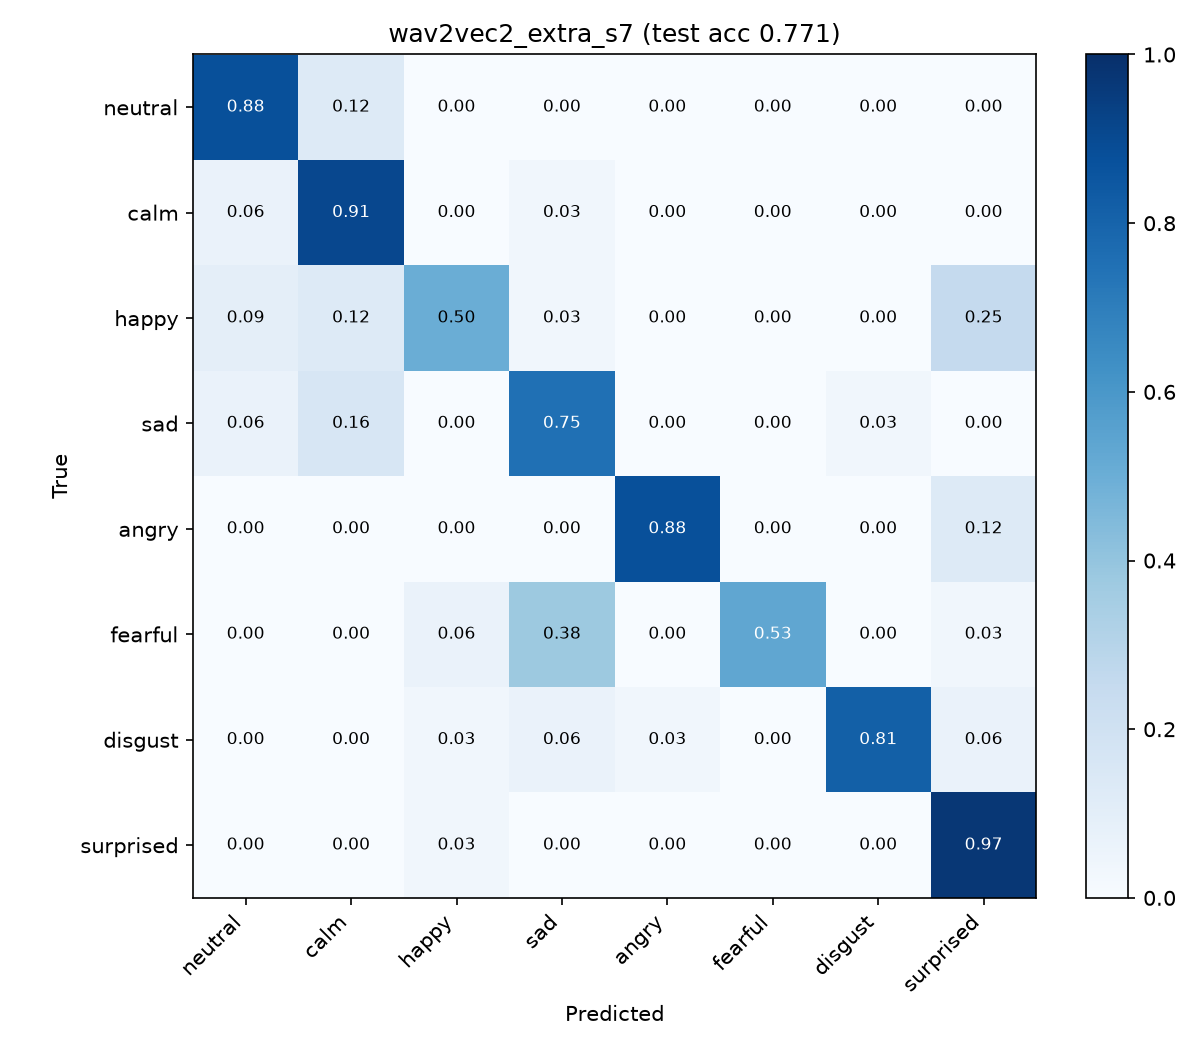 wav2vec2_extra_s7 (test acc 0.771)
neutral 0.88 0.12 0.00 0.00 0.00 0.00 0.00 0.00
calm 0.06 0.91 0.00 0.03 0.00 0.00 0.00 0.00
happy 0.09 0.12 0.50 0.03 0.00 0.00 0.00 0.25
sad 0.06 0.16 0.00 0.75 0.00 0.00 0.03 0.00
angry 0.00 0.00 0.00 0.00 0.88 0.00 0.00 0.12
fearful 0.00 0.00 0.06 0.38 0.00 0.53 0.00 0.03
disgust 0.00 0.00 0.03 0.06 0.03 0.00 0.81 0.06
surprised 0.00 0.00 0.03 0.00 0.00 0.00 0.00 0.97
True
neutral calm happy sad angry fearful disgust surprised
Predicted
1.0
0.8
0.6
0.4
0.2
0.0